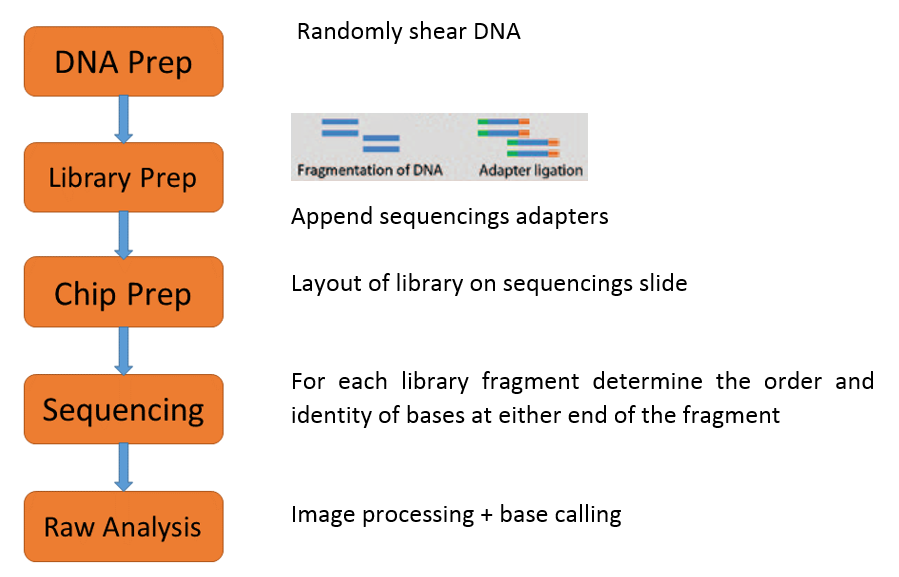 DNA Prep
Randomly shear DNA
Library Prep
Fragmentation of DNA
Adapter ligation
Append sequencings adapters
Chip Prep
Layout of library on sequencings slide
Sequencing
For each library fragment determine the order and
identity of bases at either end of the fragment
Raw Analysis
Image processing + base calling